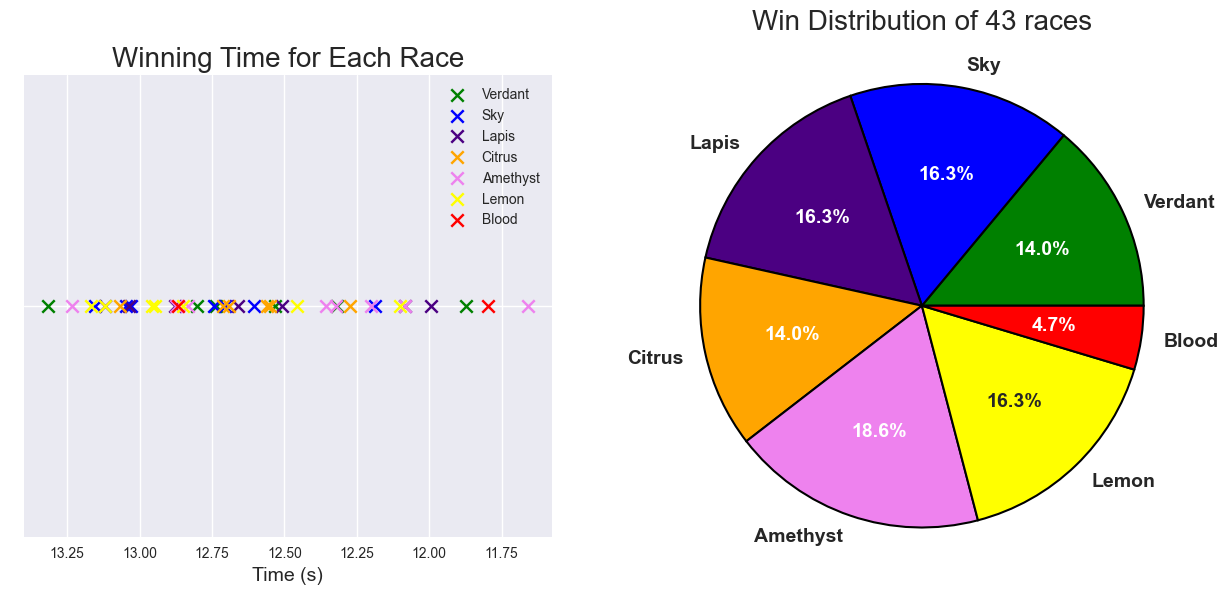 Winning Time for Each Race
Verdant
Sky
Lapis
Citrus
Amethyst
Lemon
Blood
13.25 13.00 12.75 12.50 12.25 12.00 11.75
Time (s)
Win Distribution of 43 races
Sky
Lapis
Verdant
Citrus
Blood
Lemon
Amethyst
16.3%
16.3%
14.0%
14.0%
4.7%
16.3%
18.6%